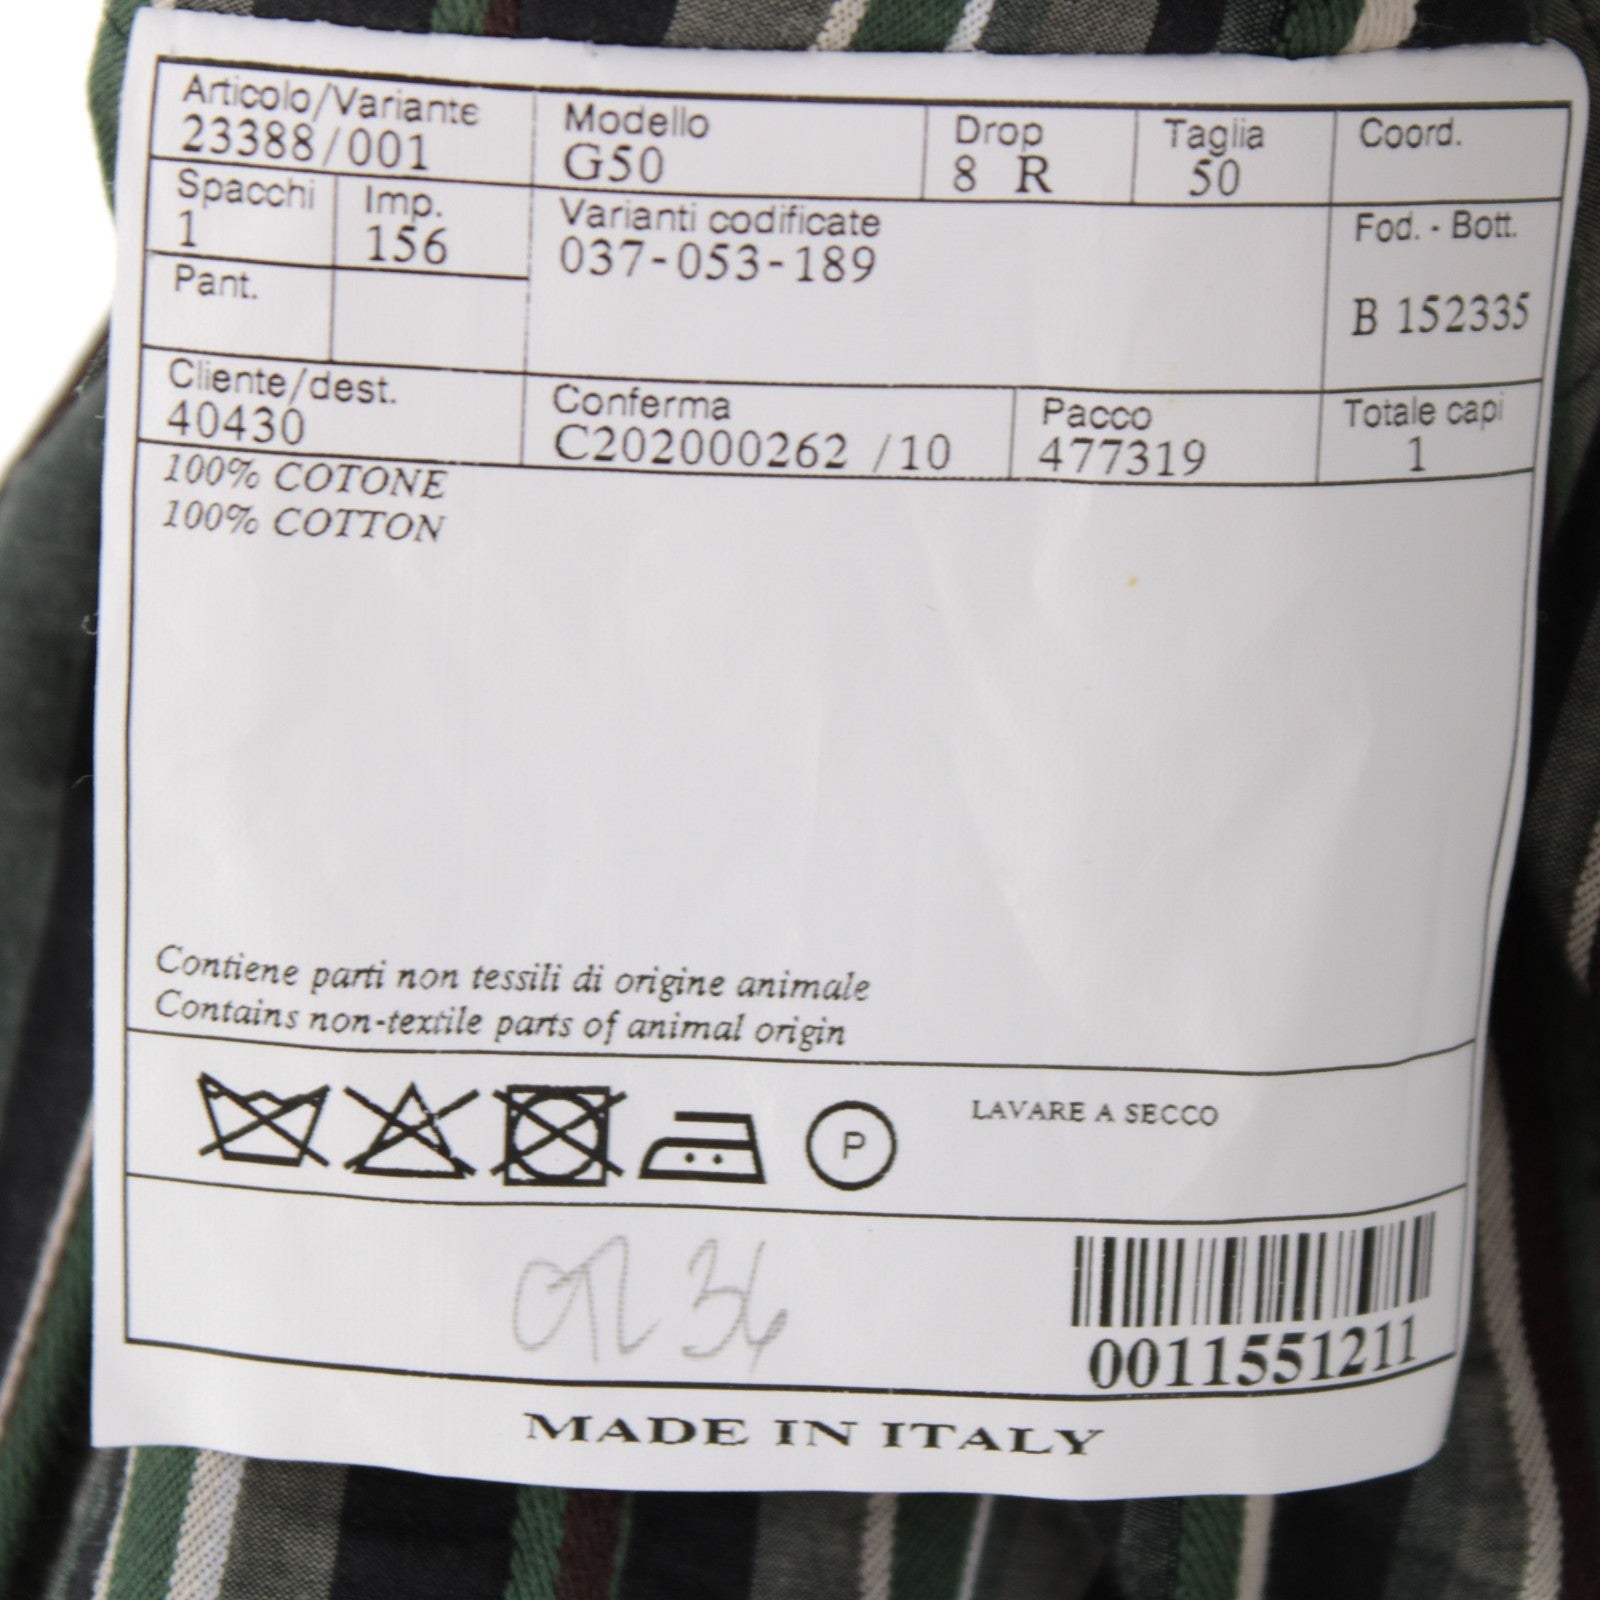 Articolo/Variante Modello Drop Taglia Coord.
23388/001 G50 8 R 50
Spacchi Imp. Varianti codificate Fod. - Bott.
1 156 037-053-189
Pant. B 152335
Cliente/dest. Conferma Pacco Totale capi
40430 C202000262 /10 477319 1
100% COTONE
100% COTTON
Contiene parti non tessili di origine animale
Contains non-textile parts of animal origin
P LAVARE A SECCO
36
0011551211
MADE IN ITALY